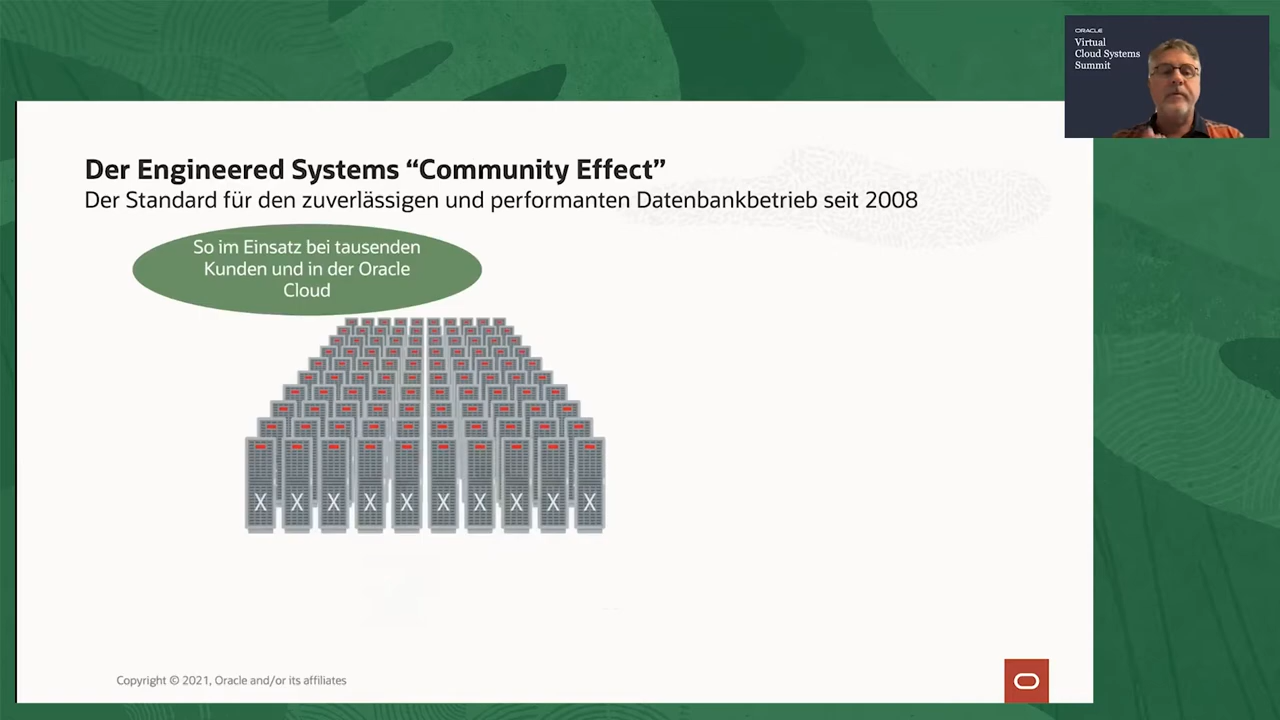 ORACLE
Virtual
Cloud Systems
Summit
Der Engineered Systems “Community Effect”
Der Standard für den zuverlässigen und performanten Datenbankbetrieb seit 2008
So im Einsatz bei tausenden
Kunden und in der Oracle
Cloud
X X X X X X X X X X
Copyright © 2021, Oracle and/or its affiliates